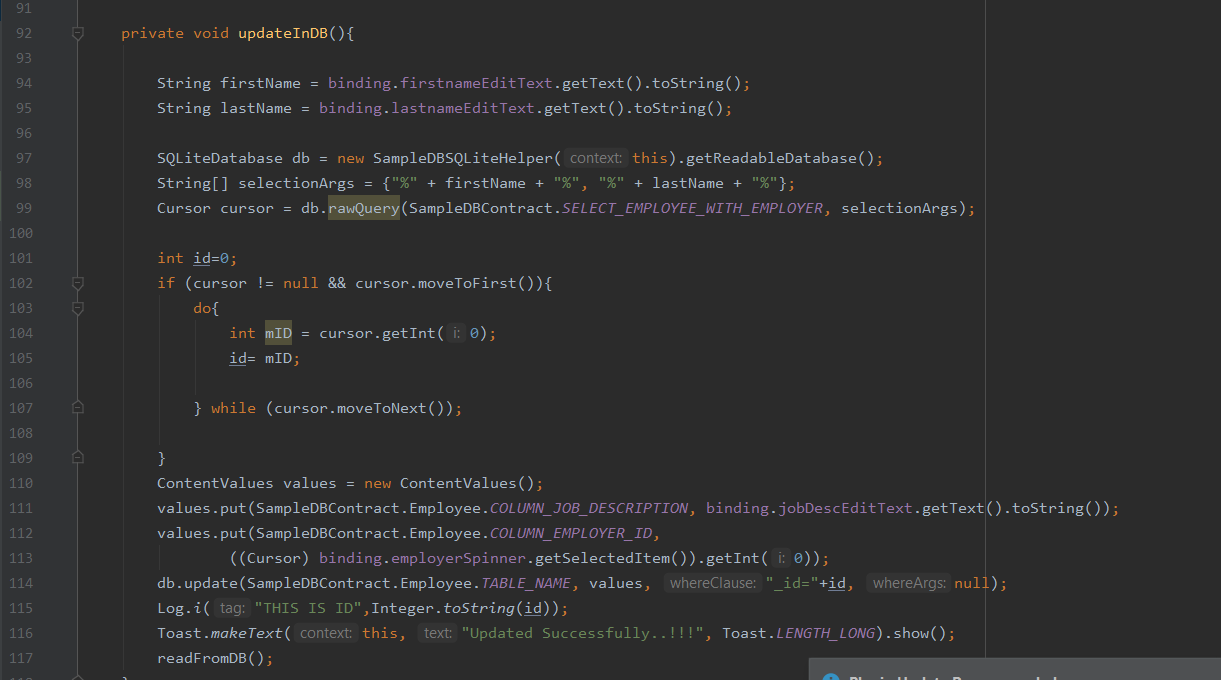 91
92 private void updateInDB(){
93
94 String firstName = binding.firstnameEditText.getText().toString();
95 String lastName = binding.lastnameEditText.getText().toString();
96
97 SQLiteDatabase db = new SampleDBSQLiteHelper( context: this).getReadableDatabase();
98 String[] selectionArgs = {"%" + firstName + "%", "%" + lastName + "%"};
99 Cursor cursor = db.rawQuery(SampleDBContract.SELECT_EMPLOYEE_WITH_EMPLOYER, selectionArgs);
100
101 int id=0;
102 if (cursor != null && cursor.moveToFirst()){
103 do{
104 int mID = cursor.getInt( i: 0);
105 id= mID;
106
107 } while (cursor.moveToNext());
108
109 }
110 ContentValues values = new ContentValues();
111 values.put(SampleDBContract.Employee.COLUMN_JOB_DESCRIPTION, binding.jobDescEditText.getText().toString());
112 values.put(SampleDBContract.Employee.COLUMN_EMPLOYER_ID,
113 ((Cursor) binding.employerSpinner.getSelectedItem()).getInt( i: 0));
114 db.update(SampleDBContract.Employee.TABLE_NAME, values, whereClause: "_id="+id, whereArgs: null);
115 Log.i( tag: "THIS IS ID",Integer.toString(id));
116 Toast.makeText( context: this, text: "Updated Successfully..!!!", Toast.LENGTH_LONG).show();
117 readFromDB();